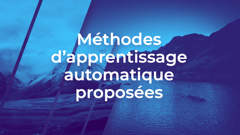 Méthodes
d’apprentissage
automatique
proposées